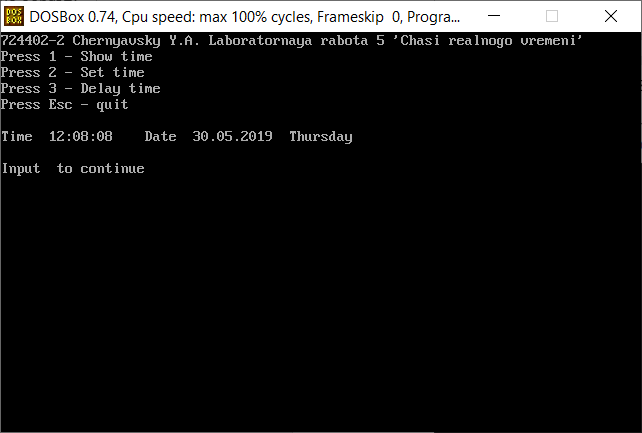 DOSBox 0.74, Cpu speed: max 100% cycles, Frameskip  0, Progra...
724402-2 Chernyavsky Y.A. Laboratornaya rabota 5 'Chasi realnogo vremeni'
Press 1 - Show time
Press 2 - Set time
Press 3 - Delay time
Press Esc - quit
Time  12:08:08    Date  30.05.2019  Thursday
Input  to continue